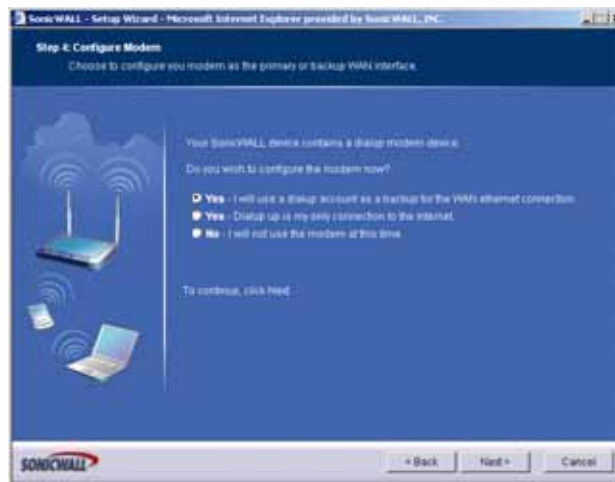 SonicWALL - Setup Wizard - Microsoft Internet Explorer provided by SonicWALL, INC.
Step 4: Configure Modem
Choose to configure you modem as the primary or backup WAN interface.
Your SonicWALL device contains a dialup modem device.
Do you wish to configure the modem now?
Yes - I will use a dialup account as a backup for the WAN ethernet connection.
Yes - Dialup up is my only connection to the internet.
No - I will not use the modem at this time.
To continue, click Next.
SONICWALL
< Back
Next >
Cancel